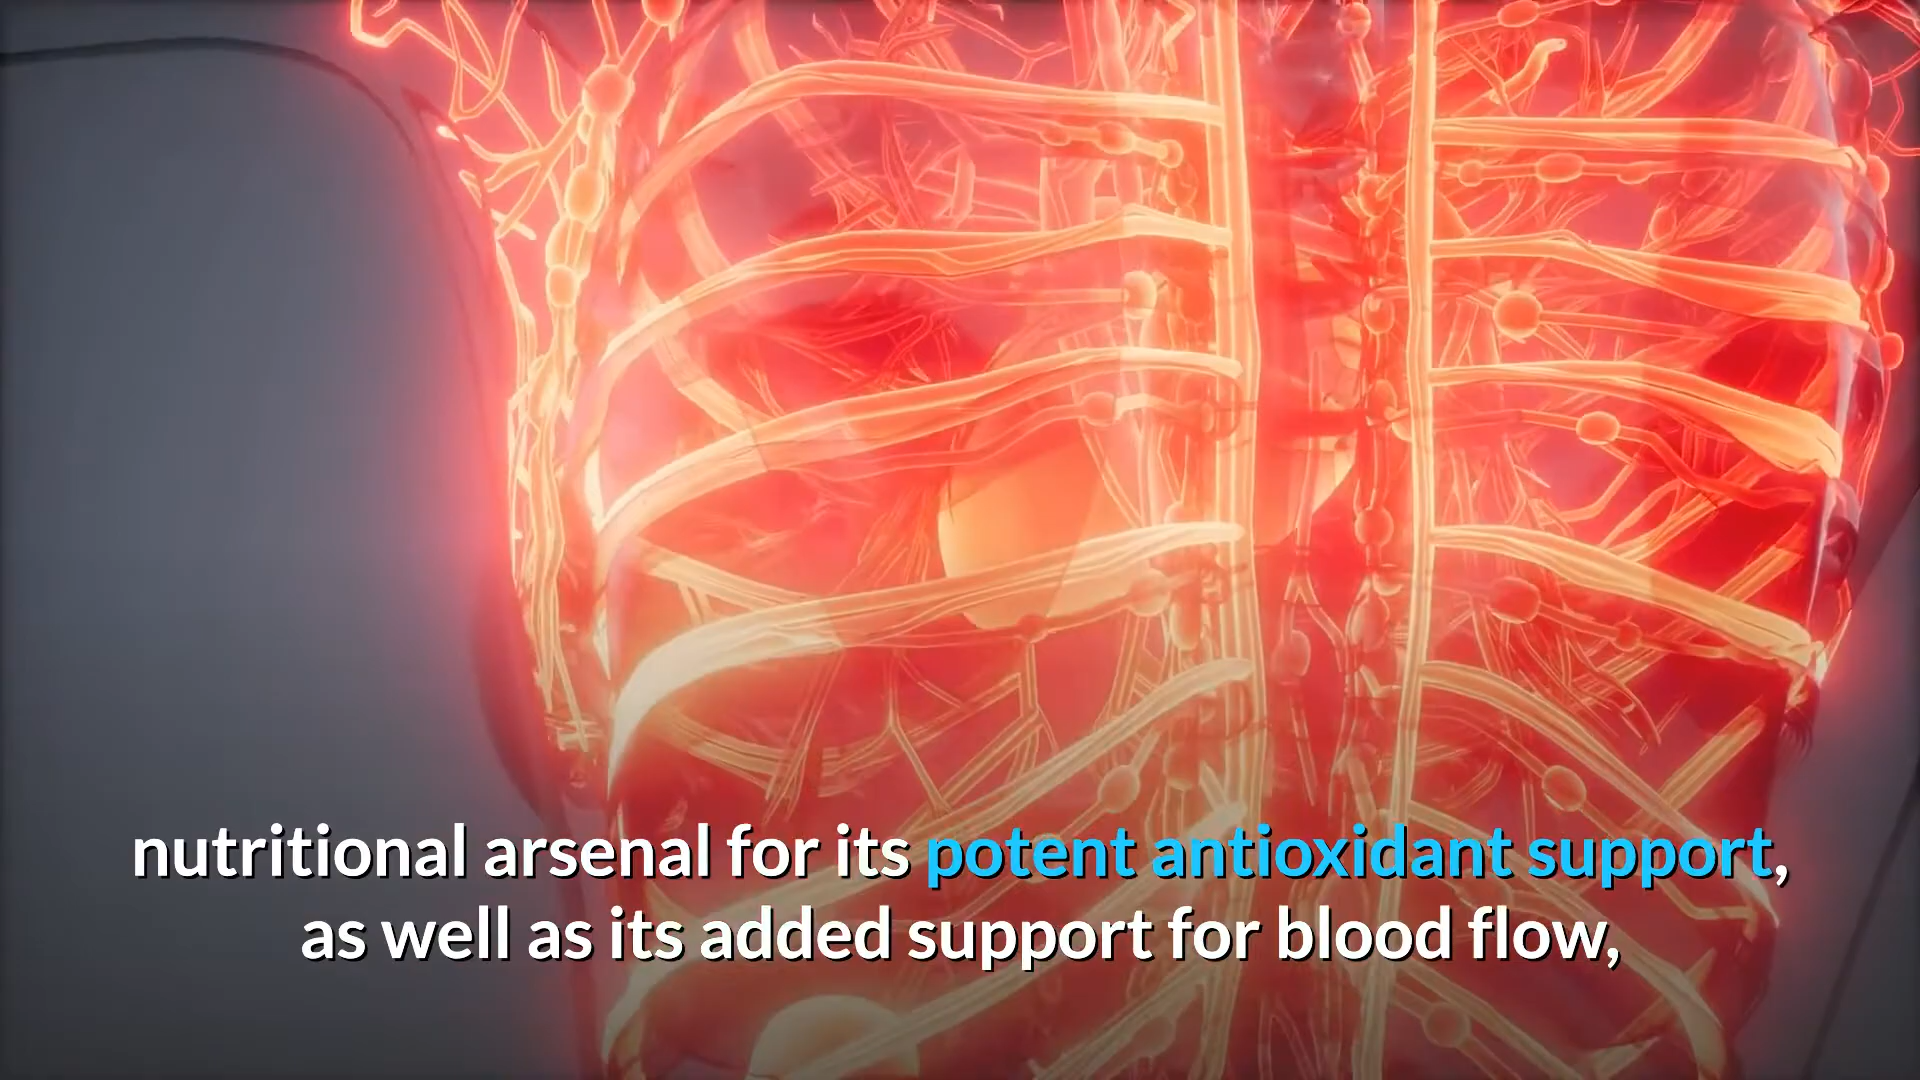 nutritional arsenal for its potent antioxidant support,
as well as its added support for blood flow,